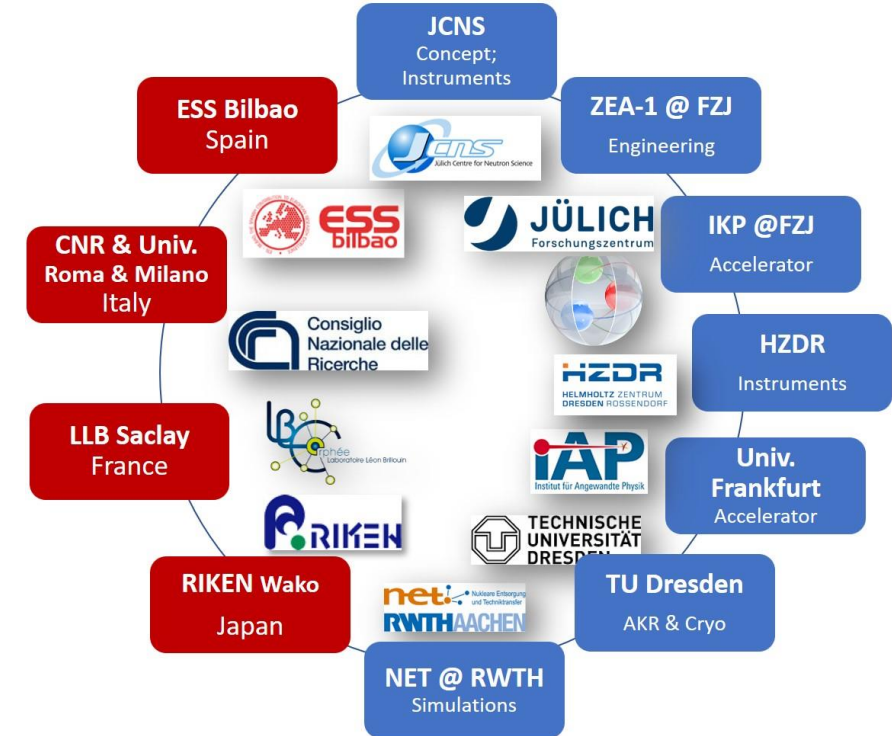 JCNS
Concept;
Instruments
ZEA-1 @ FZJ
Engineering
IKP @FZJ
Accelerator
HZDR
Instruments
Univ.
Frankfurt
Accelerator
TU Dresden
AKR & Cryo
NET @ RWTH
Simulations
RIKEN Wako
Japan
LLB Saclay
France
CNR & Univ.
Roma & Milano
Italy
ESS Bilbao
Spain
JCNS
Jülich Centre for Neutron Science
ess
bilbao
JÜLICH
Forschungszentrum
Consiglio
Nazionale delle
Ricerche
HZDR
HELMHOLTZ ZENTRUM
DRESDEN ROSSENDORF
LLB
Orphée
Laboratoire Léon Brillouin
IAP
Institut für Angewandte Physik
RIKEN
TECHNISCHE
UNIVERSITÄT
DRESDEN
net. Nukleare Entsorgung
und Techniktransfer
RWTHAACHEN